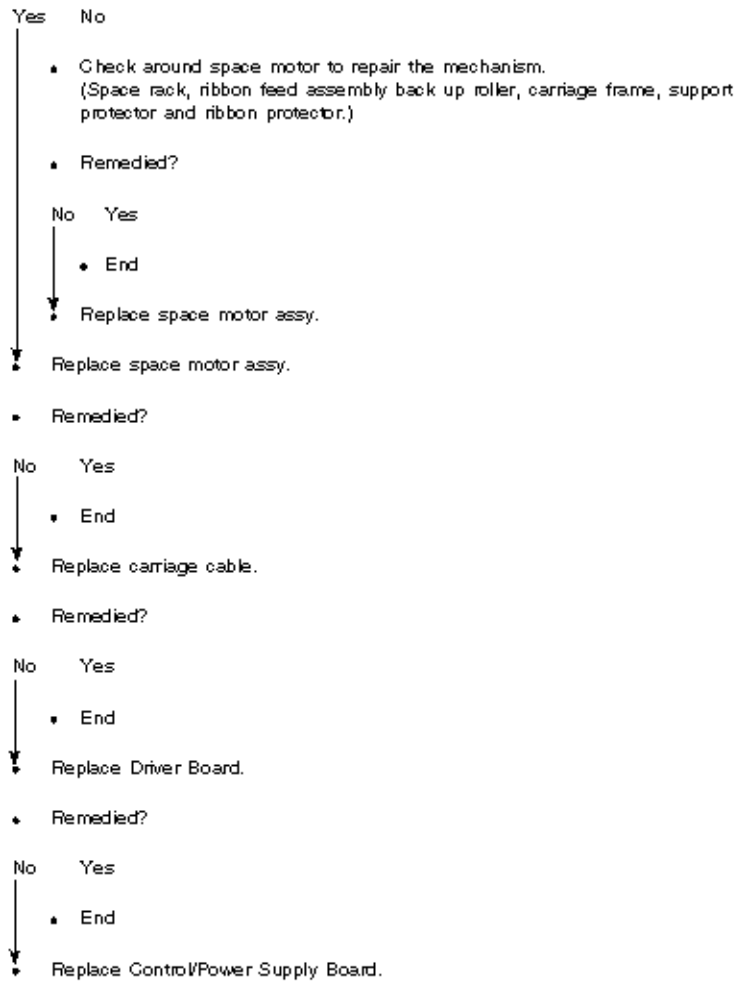 Yes No
• Check around space motor to repair the mechanism.
(Space rack, ribbon feed assembly back up roller, carriage frame, support
protector and ribbon protector.)
• Remedied?
No Yes
• End
• Replace space motor assy.
• Replace space motor assy.
• Remedied?
No Yes
• End
• Replace carriage cable.
• Remedied?
No Yes
• End
• Replace Driver Board.
• Remedied?
No Yes
• End
• Replace Control/Power Supply Board.